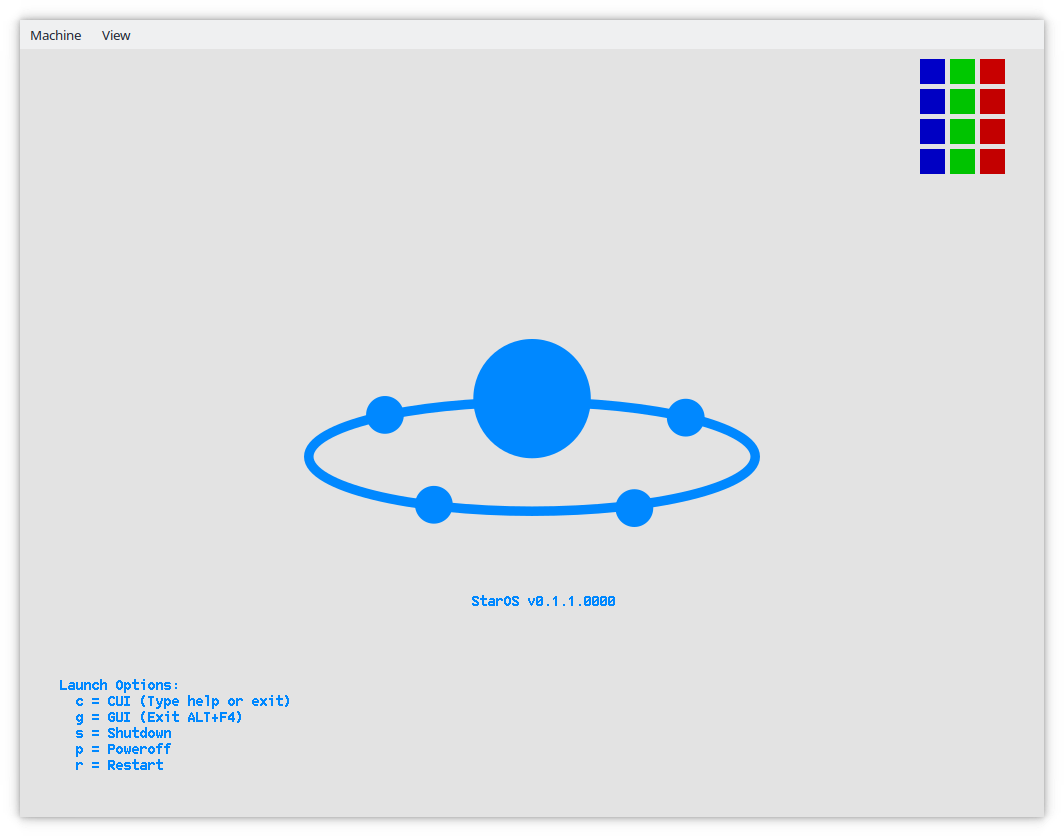 Machine View
StarOS v0.1.1.0000
Launch Options:
c = CUI (Type help or exit)
g = GUI (Exit ALT+F4)
s = Shutdown
p = Poweroff
r = Restart